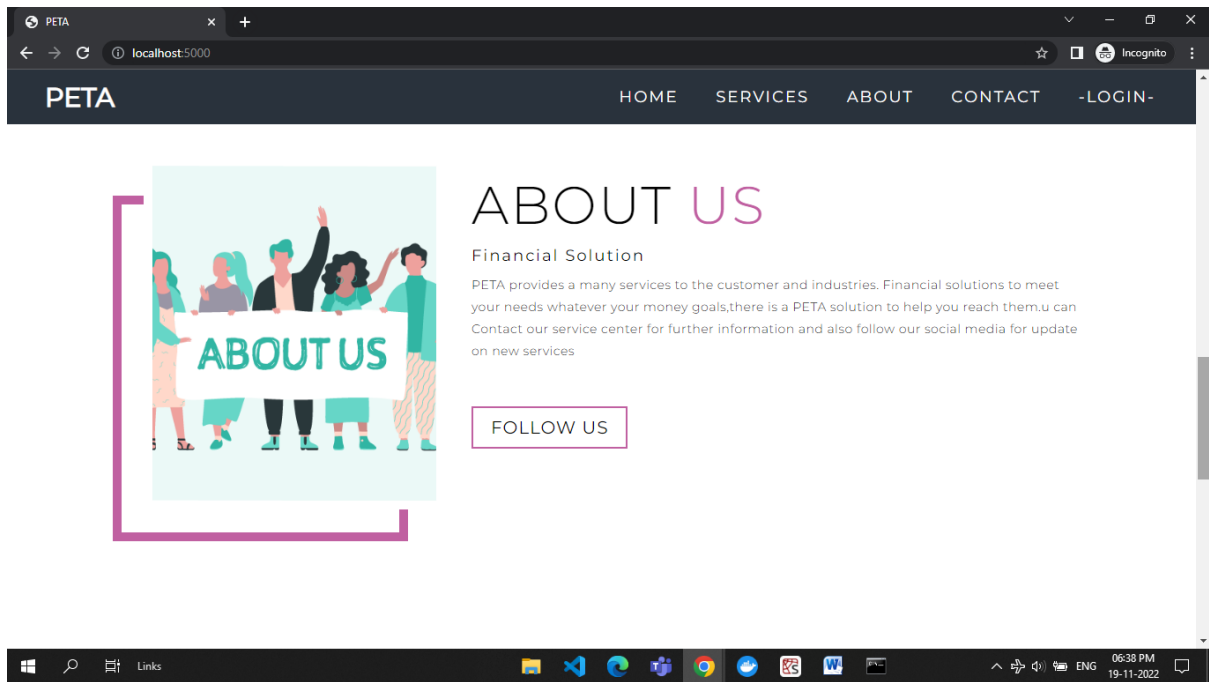 PETA
localhost:5000
Incognito
PETA HOME SERVICES ABOUT CONTACT -LOGIN-
ABOUT US
ABOUT US
Financial Solution
PETA provides a many services to the customer and industries. Financial solutions to meet
your needs whatever your money goals,there is a PETA solution to help you reach them.u can
Contact our service center for further information and also follow our social media for update
on new services
FOLLOW US
Links
ENG
06:38 PM
19-11-2022